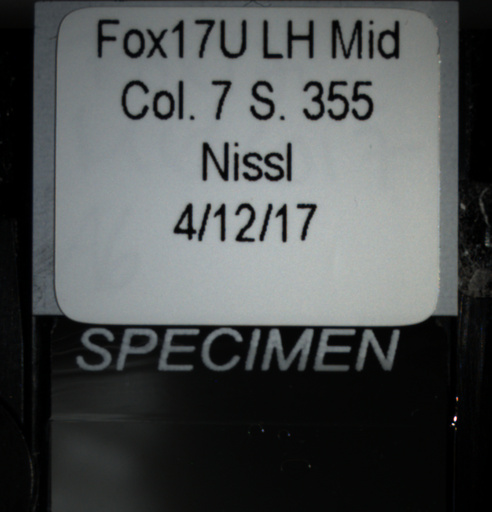 Fox17U LH Mid
Col. 7 S. 355
Nissl
4/12/17
SPECIMEN